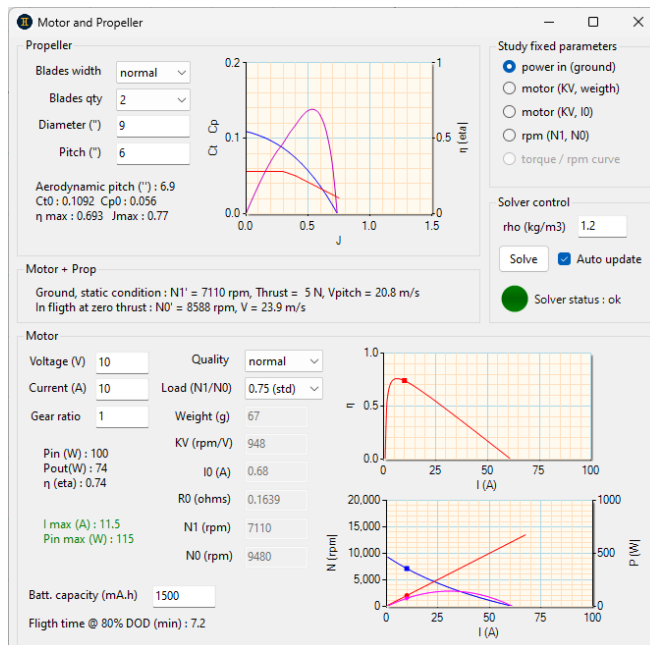 Motor and Propeller
Propeller
Blades width normal
Blades qty 2
Diameter (") 9
Pitch (") 6
Aerodynamic pitch (") : 6.9
Ct0 : 0.1092 Cp0 : 0.056
η max : 0.693 Jmax : 0.77
0.2
0.1
0.0
Ct Cp
1
0.5
0
η [eta]
0.0 0.5 1.0 1.5
J
Study fixed parameters
power in (ground)
motor (KV, weigth)
motor (KV, I0)
rpm (N1, N0)
torque / rpm curve
Solver control
rho (kg/m3) 1.2
Solve Auto update
Solver status : ok
Motor + Prop
Ground, static condition : N1' = 7110 rpm, Thrust = 5 N, Vpitch = 20.8 m/s
In fligth at zero thrust : N0' = 8588 rpm, V = 23.9 m/s
Motor
Voltage (V) 10
Current (A) 10
Gear ratio 1
Pin (W) : 100
Pout(W) : 74
η (eta) : 0.74
I max (A) : 11.5
Pin max (W) : 115
Quality normal
Load (N1/N0) 0.75 (std)
Weight (g) 67
KV (rpm/V) 948
I0 (A) 0.68
R0 (ohms) 0.1639
N1 (rpm) 7110
N0 (rpm) 9480
Batt. capacity (mA.h) 1500
Fligth time @ 80% DOD (min) : 7.2
1.0
0.5
0.0
η
0 25 50 75 100
I (A)
20,000
15,000
10,000
5,000
0
N [rpm]
1000
500
0
P [W]
0 25 50 75 100
I (A)